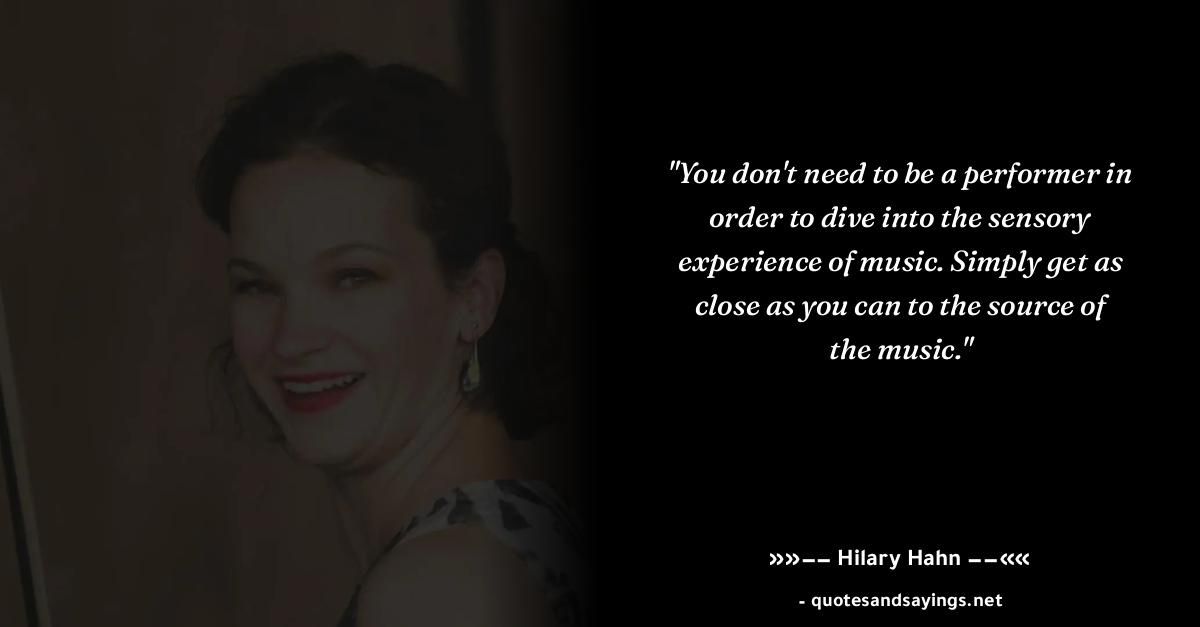 "You don't need to be a performer in
order to dive into the sensory
experience of music. Simply get as
close as you can to the source of
the music."
»»−− Hilary Hahn −−««
- quotesandsayings.net